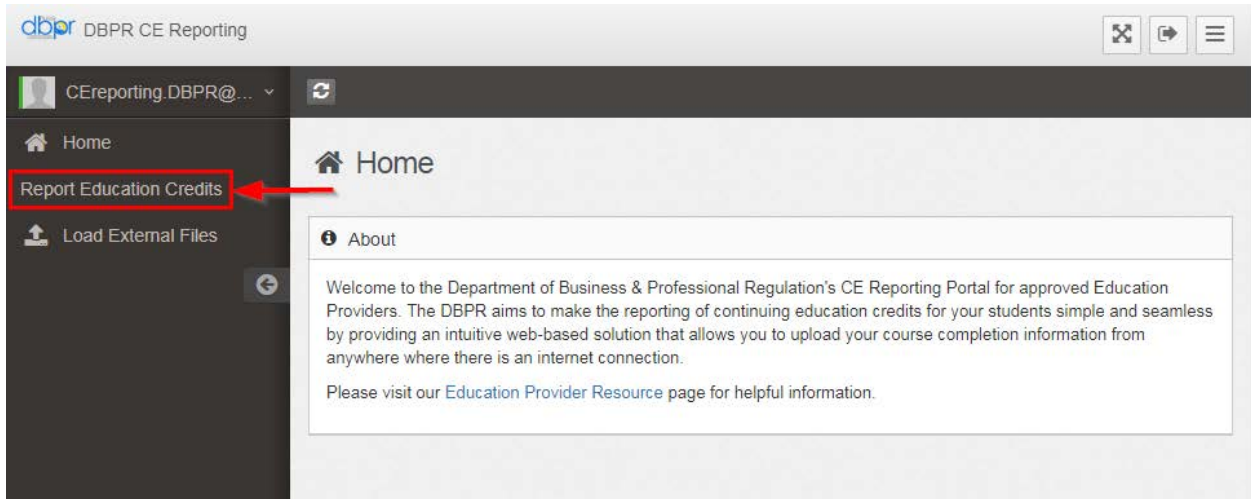 dbpr DBPR CE Reporting
CEreporting.DBPR@...
Home
Report Education Credits
Load External Files
Home
About
Welcome to the Department of Business & Professional Regulation's CE Reporting Portal for approved Education
Providers. The DBPR aims to make the reporting of continuing education credits for your students simple and seamless
by providing an intuitive web-based solution that allows you to upload your course completion information from
anywhere where there is an internet connection.
Please visit our Education Provider Resource page for helpful information.